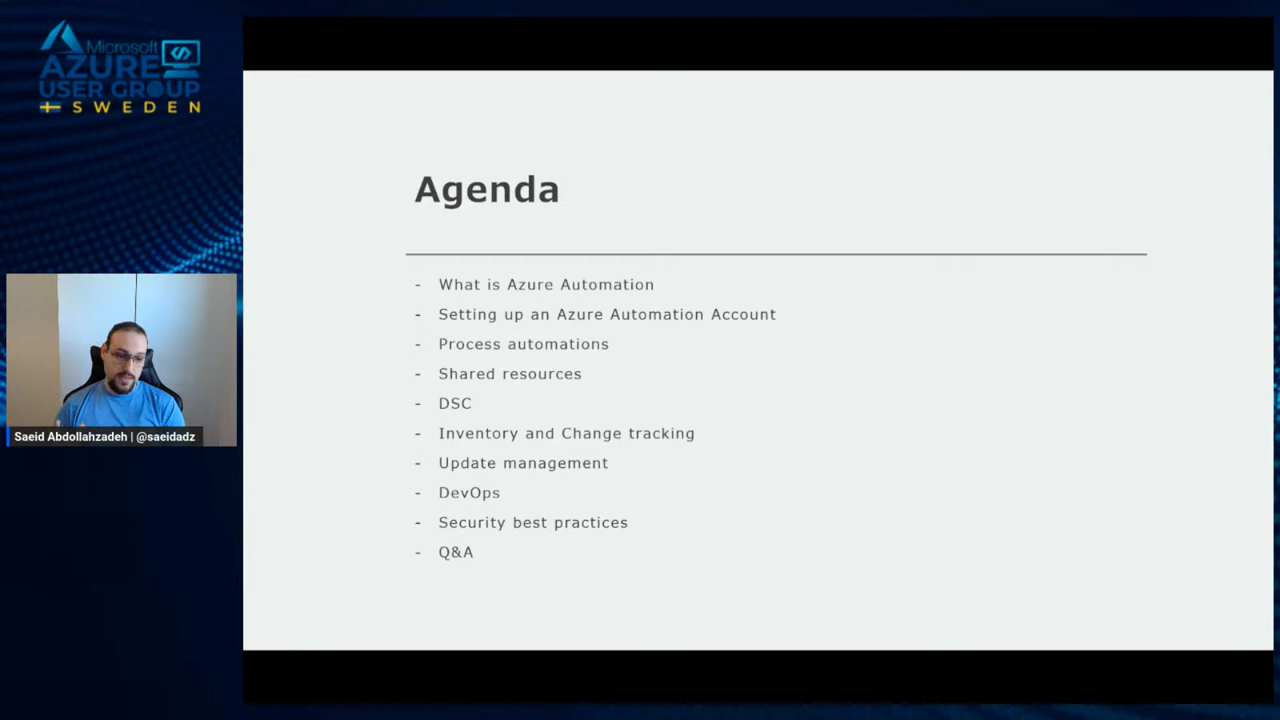 Microsoft
AZURE
USER GROUP
SWEDEN
Agenda
- What is Azure Automation
- Setting up an Azure Automation Account
- Process automations
- Shared resources
- DSC
- Inventory and Change tracking
- Update management
- DevOps
- Security best practices
- Q&A
Saeid Abdollahzadeh | @saeidadz